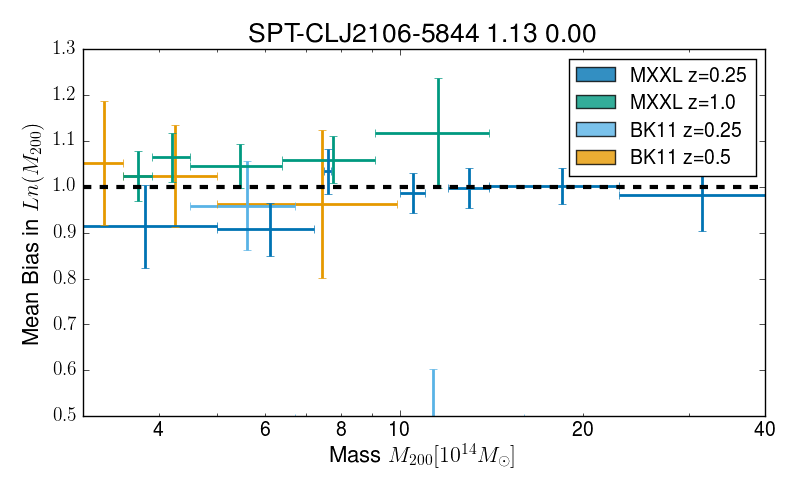 SPT-CLJ2106-5844 1.13 0.00
1.3
1.2
1.1
1.0
0.9
0.8
0.7
0.6
0.5
Mean Bias in Ln(M₂₀₀)
MXXL z=0.25
MXXL z=1.0
BK11 z=0.25
BK11 z=0.5
4 6 8 10 20 40
Mass M₂₀₀[10¹⁴M☉]